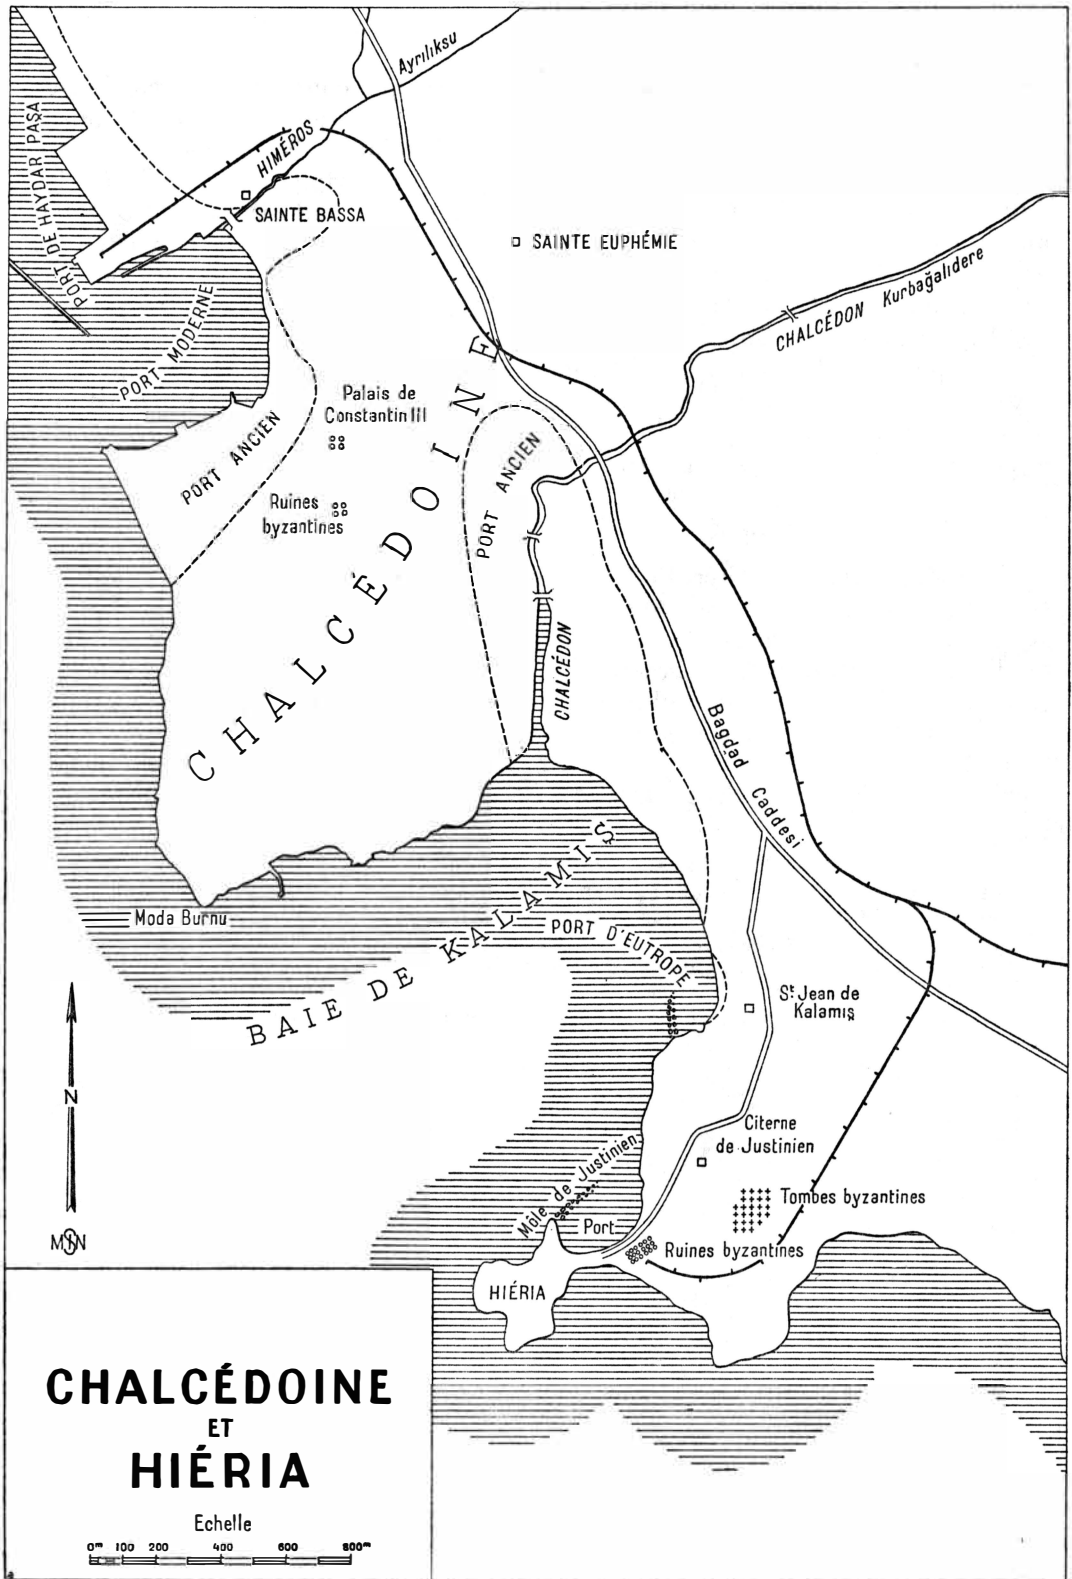 Ayrılıksu
PORT DE HAYDAR PAŞA
HIMÉROS
SAINTE BASSA
SAINTE EUPHÉMIE
CHALCÉDON Kurbağalıdere
PORT MODERNE
Palais de
Constantin III
PORT ANCIEN
PORT ANCIEN
Ruines
byzantines
CHALCÉDOINE
CHALCÉDON
Bagdad Caddesi
Moda Burnu
BAIE DE KALAMIŞ
PORT D'EUTROPE
St Jean de
Kalamış
N
Citerne
de Justinien
Môle de Justinien
Tombes byzantines
Port
Ruines byzantines
HIÉRIA
CHALCÉDOINE
ET
HIÉRIA
Echelle
0m 100 200 400 600 800m